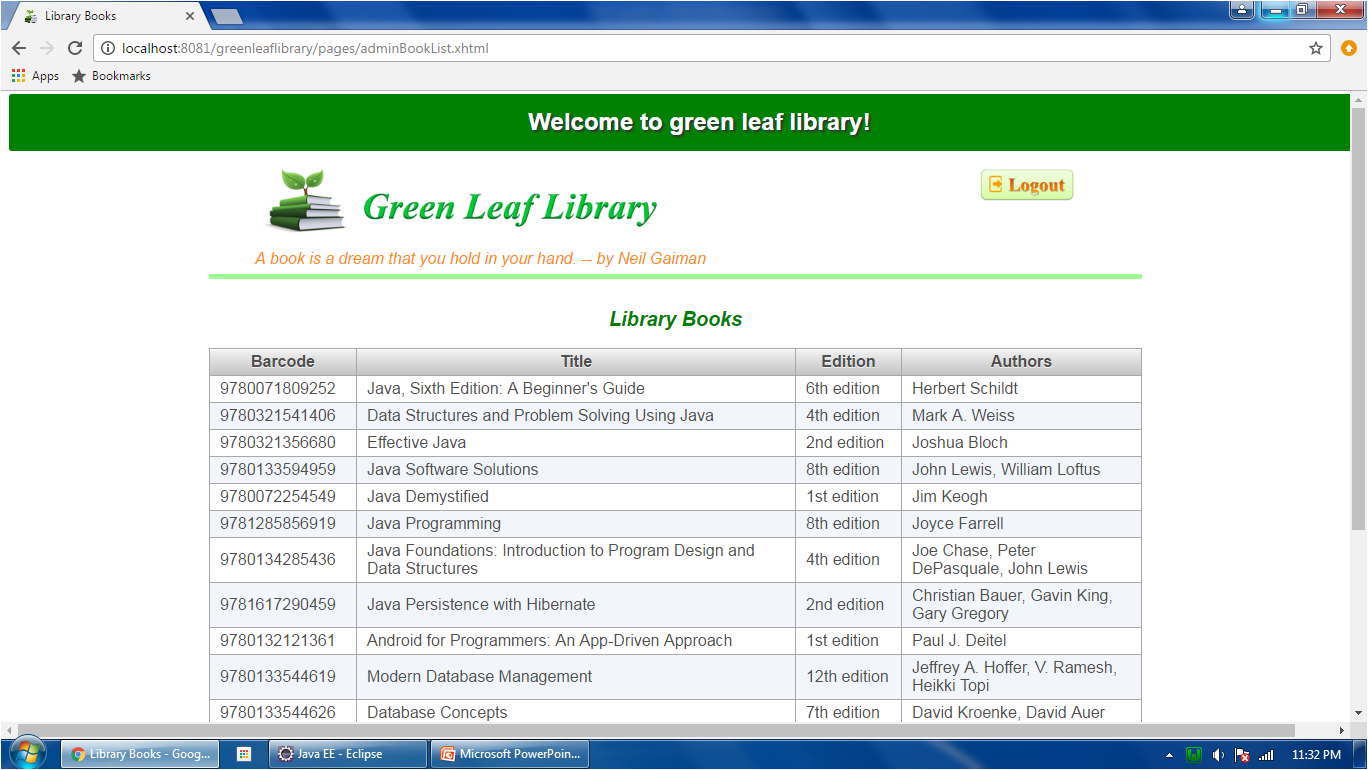 Library Books
localhost:8081/greenleaflibrary/pages/adminBookList.xhtml
Apps Bookmarks
Welcome to green leaf library!
Green Leaf Library
Logout
A book is a dream that you hold in your hand. -- by Neil Gaiman
Library Books
Barcode Title Edition Authors
9780071809252 Java, Sixth Edition: A Beginner's Guide 6th edition Herbert Schildt
9780321541406 Data Structures and Problem Solving Using Java 4th edition Mark A. Weiss
9780321356680 Effective Java 2nd edition Joshua Bloch
9780133594959 Java Software Solutions 8th edition John Lewis, William Loftus
9780072254549 Java Demystified 1st edition Jim Keogh
9781285856919 Java Programming 8th edition Joyce Farrell
9780134285436 Java Foundations: Introduction to Program Design and
Data Structures 4th edition Joe Chase, Peter
DePasquale, John Lewis
9781617290459 Java Persistence with Hibernate 2nd edition Christian Bauer, Gavin King,
Gary Gregory
9780132121361 Android for Programmers: An App-Driven Approach 1st edition Paul J. Deitel
9780133544619 Modern Database Management 12th edition Jeffrey A. Hoffer, V. Ramesh,
Heikki Topi
9780133544626 Database Concepts 7th edition David Kroenke, David Auer
Library Books - Goog... Java EE - Eclipse Microsoft PowerPoin... 11:32 PM